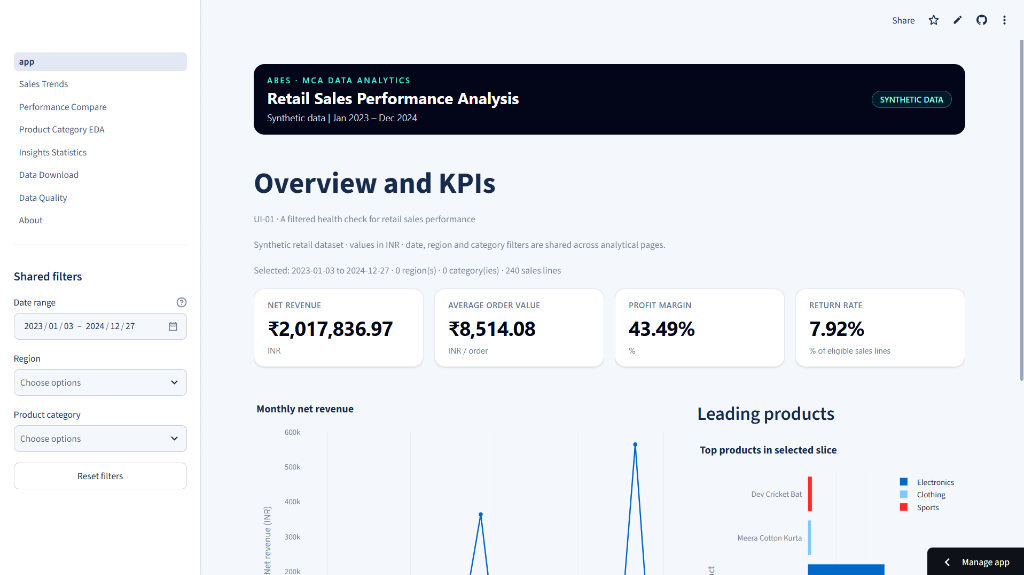 Share
app
Sales Trends
Performance Compare
Product Category EDA
Insights Statistics
Data Download
Data Quality
About
Shared filters
Date range
2023/01/03 – 2024/12/27
Region
Choose options
Product category
Choose options
Reset filters
ABES · MCA DATA ANALYTICS
Retail Sales Performance Analysis
Synthetic data | Jan 2023 – Dec 2024
SYNTHETIC DATA
Overview and KPIs
UI-01 · A filtered health check for retail sales performance
Synthetic retail dataset · values in INR · date, region and category filters are shared across analytical pages.
Selected: 2023-01-03 to 2024-12-27 · 0 region(s) · 0 category(ies) · 240 sales lines
NET REVENUE
₹2,017,836.97
INR
AVERAGE ORDER VALUE
₹8,514.08
INR / order
PROFIT MARGIN
43.49%
%
RETURN RATE
7.92%
% of eligible sales lines
Monthly net revenue
600k
500k
400k
300k
200k
Net revenue (INR)
Leading products
Top products in selected slice
Dev Cricket Bat
Meera Cotton Kurta
Electronics
Clothing
Sports
Manage app